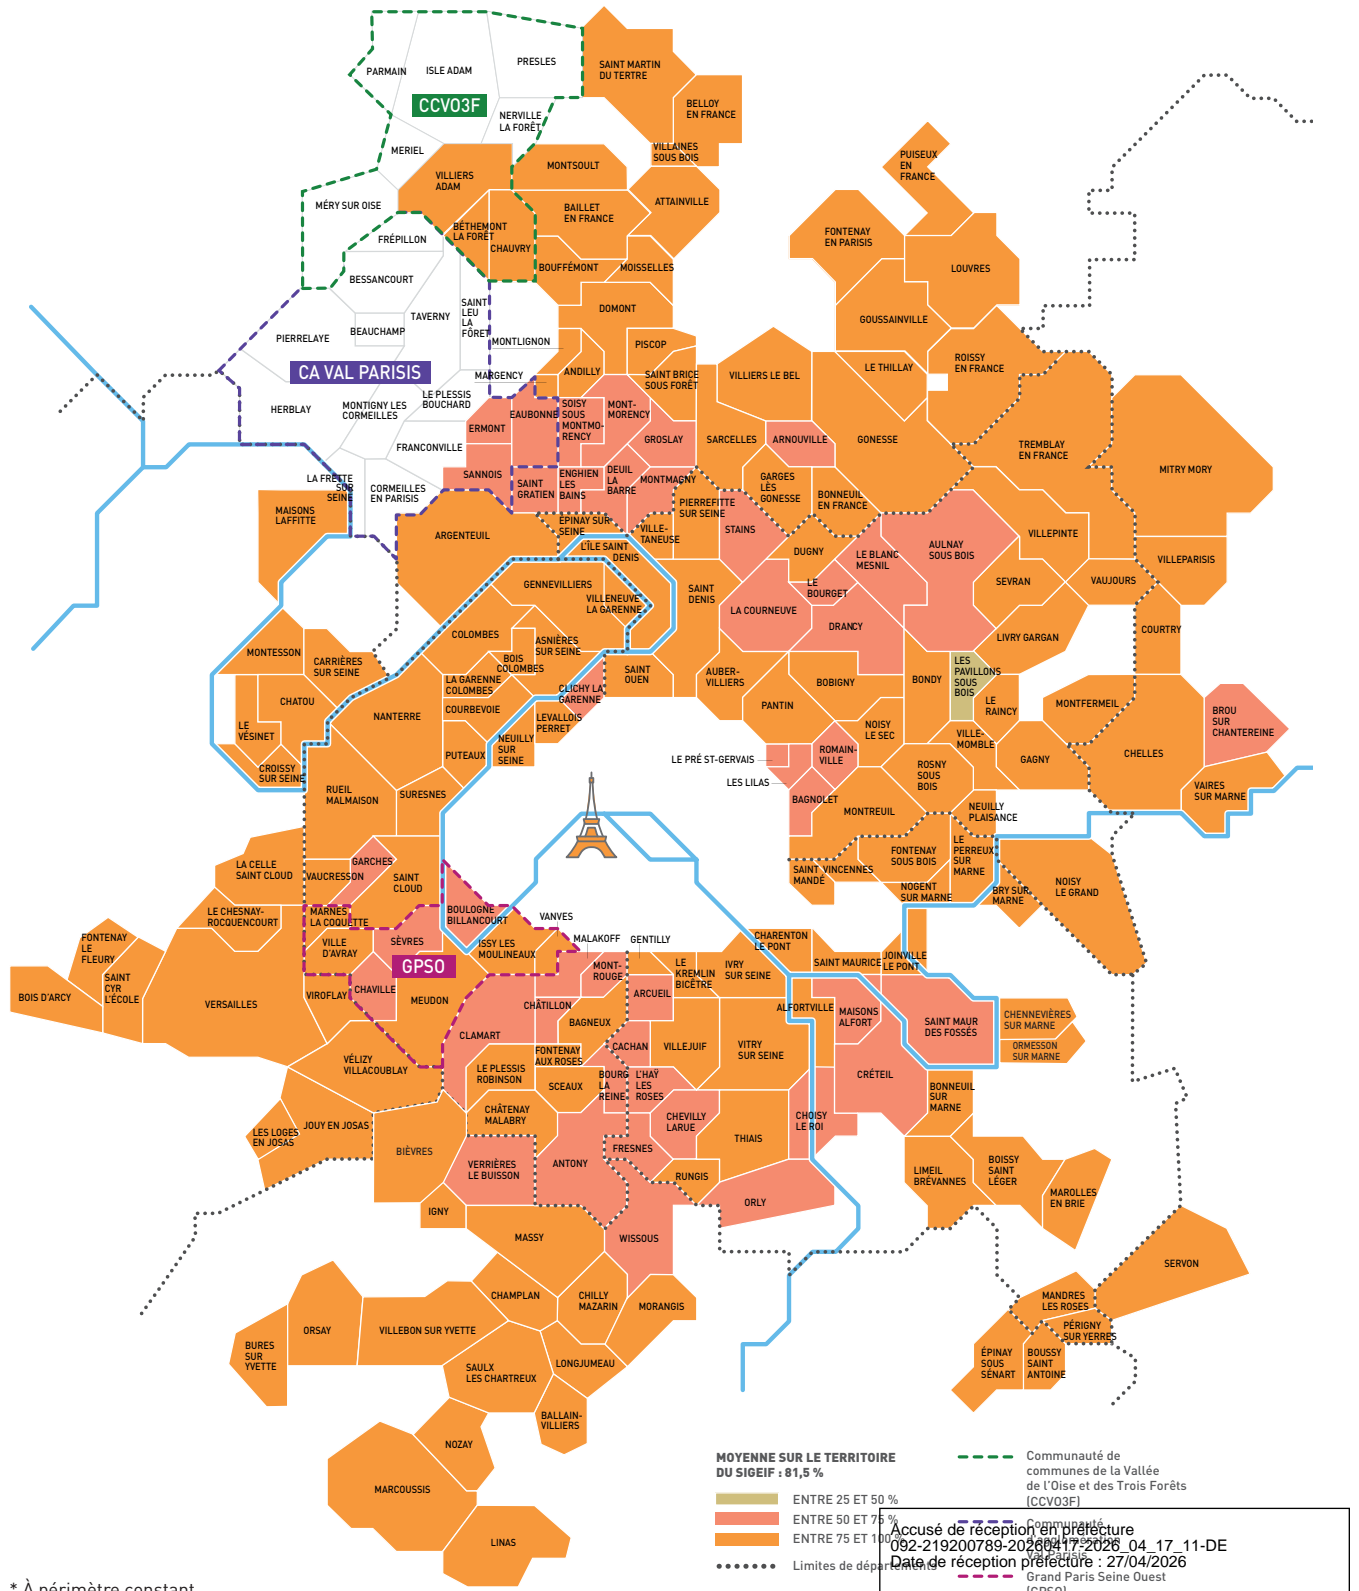 PARMAIN
ISLE ADAM
PRESLES
CCVO3F
NERVILLE
LA FORÊT
MERIEL
MÉRY SUR OISE
FRÉPILLON
VILLIERS
ADAM
BÉTHEMONT
LA FORÊT
CHAUVRY
SAINT MARTIN
DU TERTRE
BELLOY
EN FRANCE
VILLAINES
SOUS BOIS
MONTSOULT
BAILLET
EN FRANCE
ATTAINVILLE
BOUFFÉMONT
MOISSELLES
DOMONT
PISCOP
ANDILLY
SAINT BRICE
SOUS FORÊT
PUISEUX
EN
FRANCE
FONTENAY
EN PARISIS
LOUVRES
GOUSSAINVILLE
ROISSY
EN FRANCE
LE THILLAY
VILLIERS LE BEL
BESSANCOURT
TAVERNY
SAINT
LEU
LA
FÔRET
PIERRELAYE
BEAUCHAMP
MONTLIGNON
MARGENCY
CA VAL PARISIS
HERBLAY
MONTIGNY LES
CORMEILLES
LE PLESSIS
BOUCHARD
FRANCONVILLE
LA FRETTE
SUR
SEINE
CORMEILLES
EN PARISIS
ERMONT
EAUBONNE
SANNOIS
SAINT
GRATIEN
SOISY
SOUS
MONTMO-
RENCY
MONT-
MORENCY
GROSLAY
ENGHIEN
LES
BAINS
DEUIL
LA
BARRE
MONTMAGNY
SARCELLES
ARNOUVILLE
GONESSE
GARGES
LÈS
GONESSE
BONNEUIL
EN FRANCE
TREMBLAY
EN FRANCE
MITRY MORY
MAISONS
LAFFITTE
ARGENTEUIL
ÉPINAY SUR
SEINE
VILLE-
TANEUSE
PIERREFITTE
SUR SEINE
STAINS
DUGNY
LE BLANC
MESNIL
AULNAY
SOUS BOIS
VILLEPINTE
VILLEPARISIS
L'ÎLE SAINT
DENIS
GENNEVILLIERS
VILLENEUVE
LA GARENNE
SAINT
DENIS
LA COURNEUVE
LE
BOURGET
DRANCY
SEVRAN
VAUJOURS
COURTRY
LIVRY GARGAN
MONTESSON
CARRIÈRES
SUR SEINE
CHATOU
LE
VÉSINET
CROISSY
SUR SEINE
COLOMBES
BOIS
COLOMBES
ASNIÈRES
SUR SEINE
LA GARENNE
COLOMBES
COURBEVOIE
NANTERRE
PUTEAUX
NEUILLY
SUR
SEINE
LEVALLOIS
PERRET
CLICHY LA
GARENNE
SAINT
OUEN
AUBER-
VILLIERS
PANTIN
BOBIGNY
BONDY
LES
PAVILLONS
SOUS
BOIS
LE
RAINCY
NOISY
LE SEC
VILLE-
MOMBLE
GAGNY
MONTFERMEIL
CHELLES
BROU
SUR
CHANTEREINE
VAIRES
SUR MARNE
RUEIL
MALMAISON
SURESNES
LE PRÉ ST-GERVAIS
LES LILAS
ROMAIN-
VILLE
BAGNOLET
MONTREUIL
ROSNY
SOUS
BOIS
NEUILLY
PLAISANCE
SAINT
MANDÉ
VINCENNES
FONTENAY
SOUS BOIS
LE
PERREUX
SUR
MARNE
NOGENT
SUR MARNE
BRY SUR
MARNE
NOISY
LE GRAND
LA CELLE
SAINT CLOUD
VAUCRESSON
GARCHES
SAINT
CLOUD
LE CHESNAY-
ROCQUENCOURT
MARNES
LA COQUETTE
VILLE
D'AVRAY
SÈVRES
BOULOGNE
BILLANCOURT
ISSY LES
MOULINEAUX
VANVES
MALAKOFF
GENTILLY
GPSO
FONTENAY
LE
FLEURY
SAINT
CYR
L'ÉCOLE
BOIS D'ARCY
VERSAILLES
VIROFLAY
CHAVILLE
MEUDON
CLAMART
CHÂTILLON
MONT-
ROUGE
BAGNEUX
ARCUEIL
LE
KREMLIN
BICÊTRE
IVRY
SUR SEINE
CHARENTON
LE PONT
SAINT MAURICE
JOINVILLE
LE PONT
ALFORTVILLE
MAISONS
ALFORT
SAINT MAUR
DES FOSSÉS
CHENNEVIÈRES
SUR MARNE
ORMESSON
SUR MARNE
VÉLIZY
VILLACOUBLAY
LE PLESSIS
ROBINSON
FONTENAY
AUX ROSES
SCEAUX
BOURG
LA
REINE
CACHAN
VILLEJUIF
VITRY
SUR SEINE
L'HAŸ
LES
ROSES
CRÉTEIL
BONNEUIL
SUR
MARNE
CHÂTENAY
MALABRY
CHEVILLY
LARUE
THIAIS
CHOISY
LE ROI
LES LOGES
EN JOSAS
JOUY EN JOSAS
BIÈVRES
VERRIÈRES
LE BUISSON
ANTONY
FRESNES
RUNGIS
ORLY
LIMEIL
BRÉVANNES
BOISSY
SAINT
LÉGER
MAROLLES
EN BRIE
IGNY
MASSY
WISSOUS
SERVON
MANDRES
LES ROSES
PÉRIGNY
SUR YERRES
ÉPINAY
SOUS
SÉNART
BOUSSY
SAINT
ANTOINE
CHAMPLAN
CHILLY
MAZARIN
MORANGIS
ORSAY
VILLEBON SUR YVETTE
BURES
SUR
YVETTE
SAULX
LES CHARTREUX
LONGJUMEAU
BALLAIN-
VILLIERS
NOZAY
MARCOUSSIS
LINAS
MOYENNE SUR LE TERRITOIRE
DU SIGEIF : 81,5 %
ENTRE 25 ET 50 %
ENTRE 50 ET 75 %
ENTRE 75 ET 100 %
Limites de départements
Communauté de
communes de la Vallée
de l'Oise et des Trois Forêts
(CCVO3F)
Communauté
d'agglomération
Val Parisis
Grand Paris Seine Ouest
(GPSO)
Accusé de réception en préfecture
092-219200789-20260417-2026_04_17_11-DE
Date de réception préfecture : 27/04/2026
* À périmètre constant